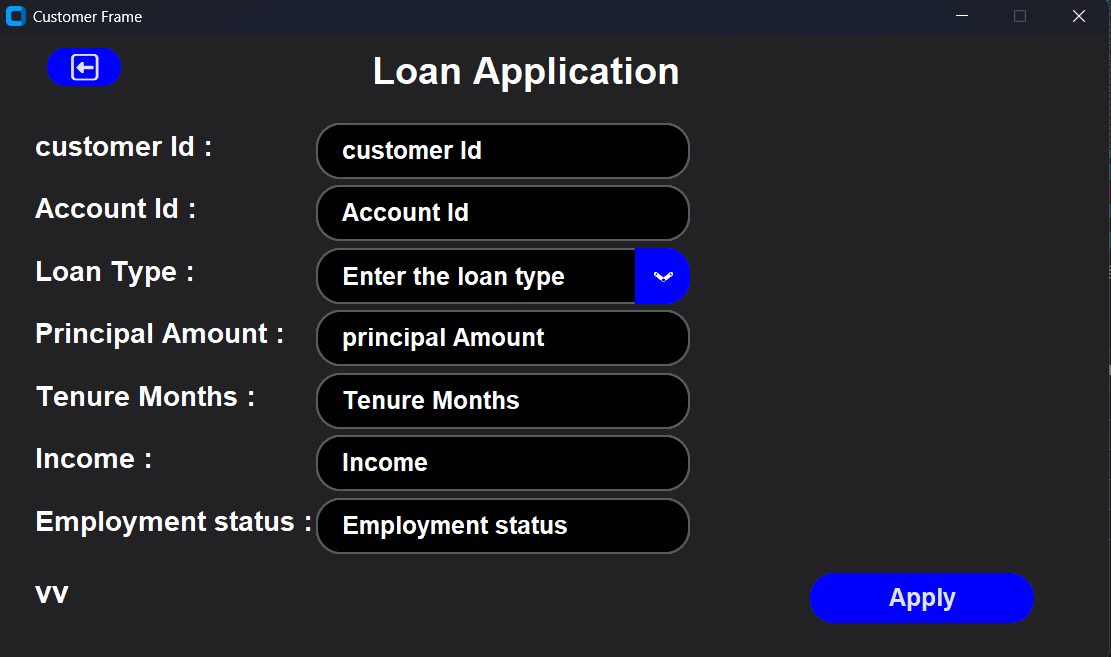 Customer Frame
Loan Application
customer Id : customer Id
Account Id : Account Id
Loan Type : Enter the loan type
Principal Amount : principal Amount
Tenure Months : Tenure Months
Income : Income
Employment status : Employment status
vv
Apply